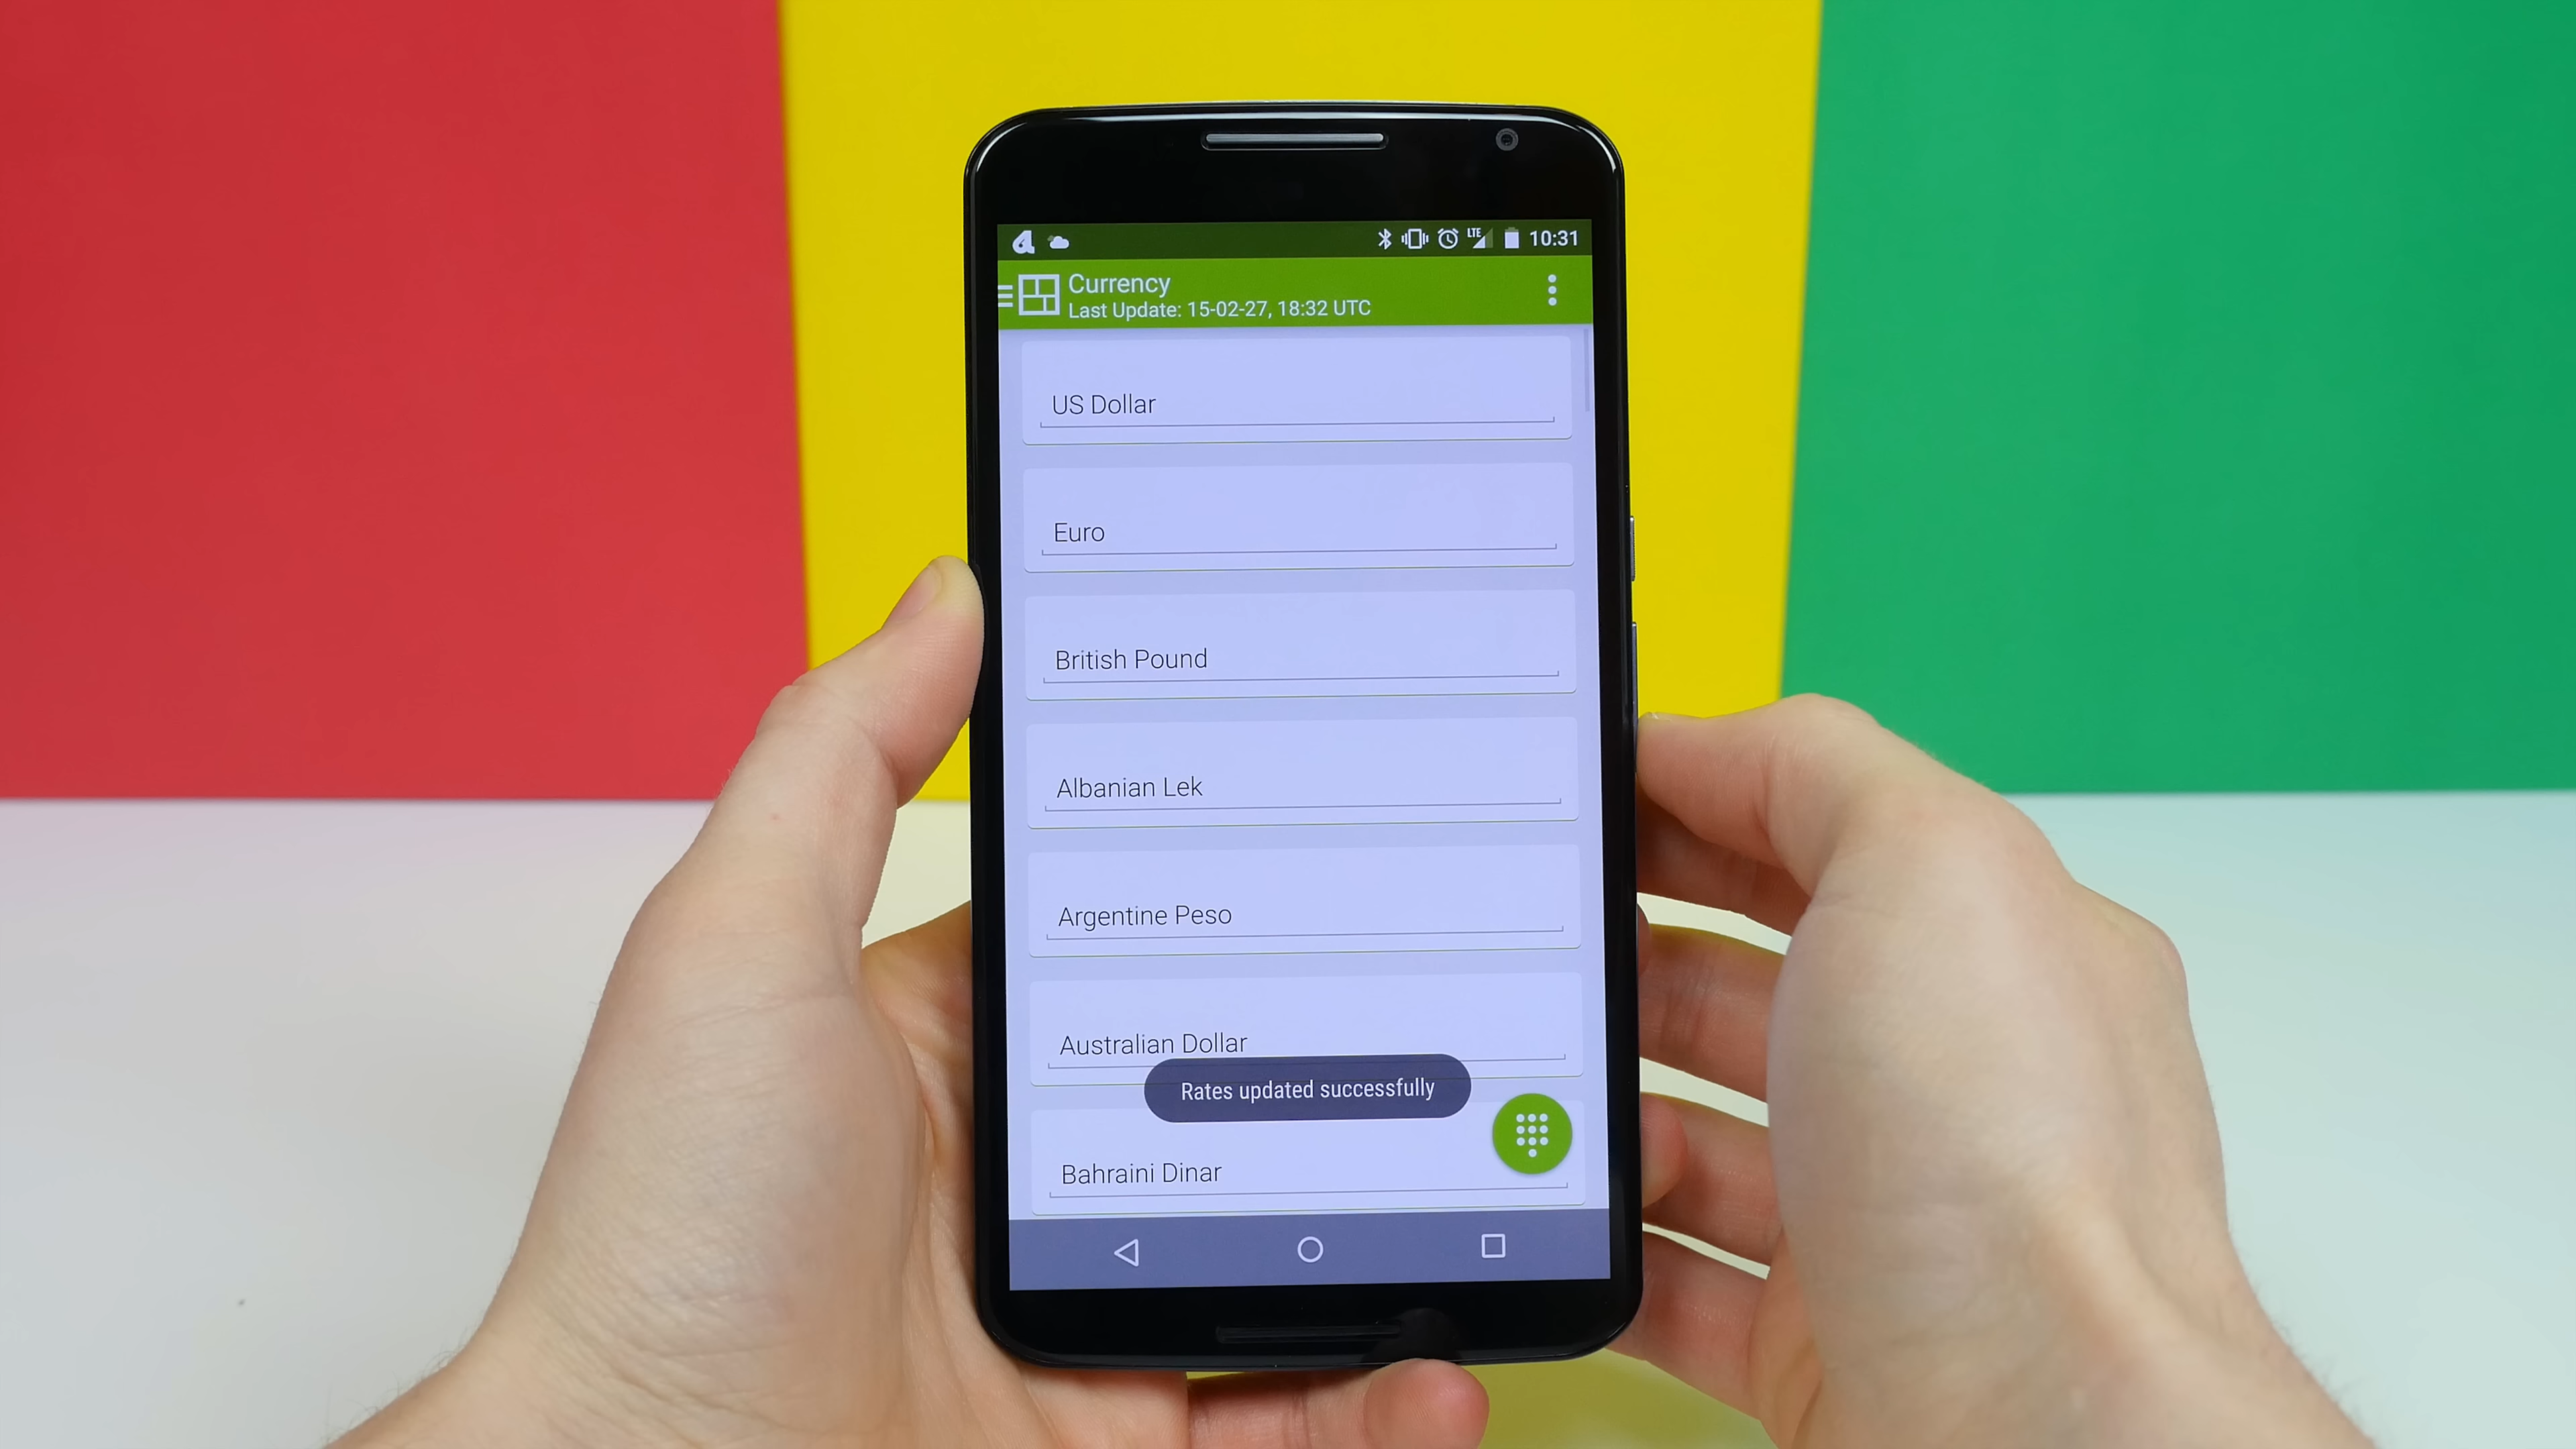 LTE 10:31
Currency
Last Update: 15-02-27, 18:32 UTC
US Dollar
Euro
British Pound
Albanian Lek
Argentine Peso
Australian Dollar
Rates updated successfully
Bahraini Dinar